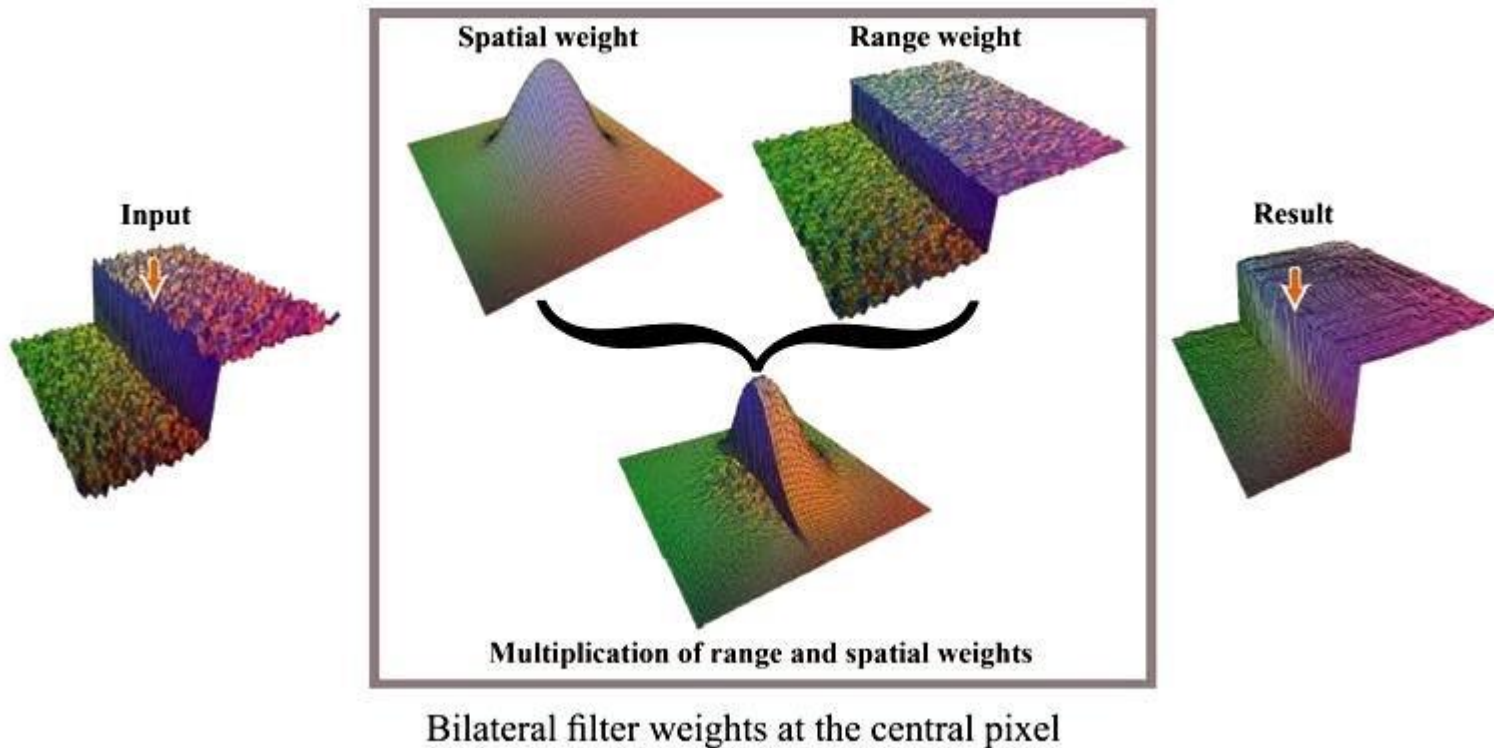 Spatial weight
Range weight
Input
Result
Multiplication of range and spatial weights
Bilateral filter weights at the central pixel